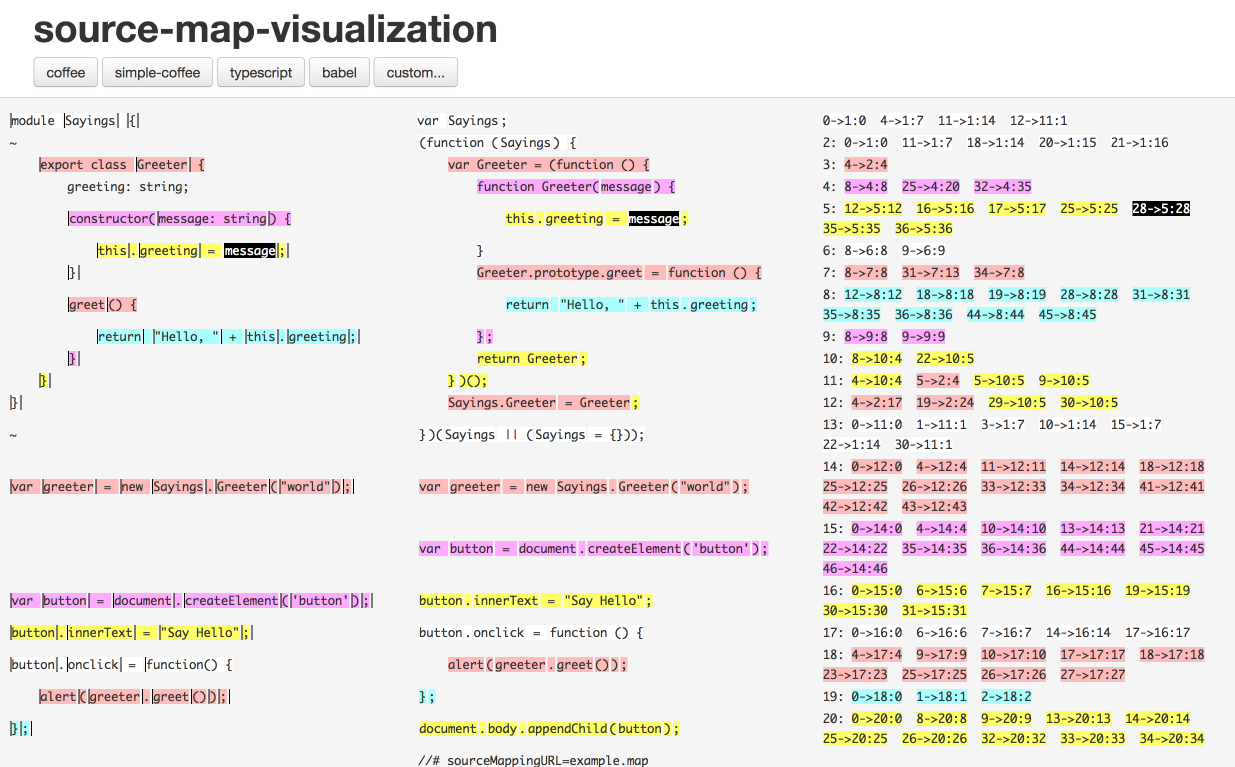 source-map-visualization
coffee simple-coffee typescript babel custom...
module Sayings {
~
export class Greeter {
greeting: string;
constructor(message: string) {
this.greeting = message;
}
greet() {
return "Hello, " + this.greeting;
}
}
}
~
var greeter = new Sayings.Greeter("world");
var button = document.createElement('button');
button.innerText = "Say Hello";
button.onclick = function() {
alert(greeter.greet());
};
var Sayings;
(function (Sayings) {
var Greeter = (function () {
function Greeter(message) {
this.greeting = message;
}
Greeter.prototype.greet = function () {
return "Hello, " + this.greeting;
};
return Greeter;
})();
Sayings.Greeter = Greeter;
})(Sayings || (Sayings = {}));
var greeter = new Sayings.Greeter("world");
var button = document.createElement('button');
button.innerText = "Say Hello";
button.onclick = function () {
alert(greeter.greet());
};
document.body.appendChild(button);
//# sourceMappingURL=example.map
0->1:0 4->1:7 11->1:14 12->11:1
2: 0->1:0 11->1:7 18->1:14 20->1:15 21->1:16
3: 4->2:4
4: 8->4:8 25->4:20 32->4:35
5: 12->5:12 16->5:16 17->5:17 25->5:25 28->5:28
35->5:35 36->5:36
6: 8->6:8 9->6:9
7: 8->7:8 31->7:13 34->7:8
8: 12->8:12 18->8:18 19->8:19 28->8:28 31->8:31
35->8:35 36->8:36 44->8:44 45->8:45
9: 8->9:8 9->9:9
10: 8->10:4 22->10:5
11: 4->10:4 5->2:4 5->10:5 9->10:5
12: 4->2:17 19->2:24 29->10:5 30->10:5
13: 0->11:0 1->11:1 3->1:7 10->1:14 15->1:7
22->1:14 30->11:1
14: 0->12:0 4->12:4 11->12:11 14->12:14 18->12:18
25->12:25 26->12:26 33->12:33 34->12:34 41->12:41
42->12:42 43->12:43
15: 0->14:0 4->14:4 10->14:10 13->14:13 21->14:21
22->14:22 35->14:35 36->14:36 44->14:44 45->14:45
46->14:46
16: 0->15:0 6->15:6 7->15:7 16->15:16 19->15:19
30->15:30 31->15:31
17: 0->16:0 6->16:6 7->16:7 14->16:14 17->16:17
18: 4->17:4 9->17:9 10->17:10 17->17:17 18->17:18
23->17:23 25->17:25 26->17:26 27->17:27
19: 0->18:0 1->18:1 2->18:2
20: 0->20:0 8->20:8 9->20:9 13->20:13 14->20:14
25->20:25 26->20:26 32->20:32 33->20:33 34->20:34